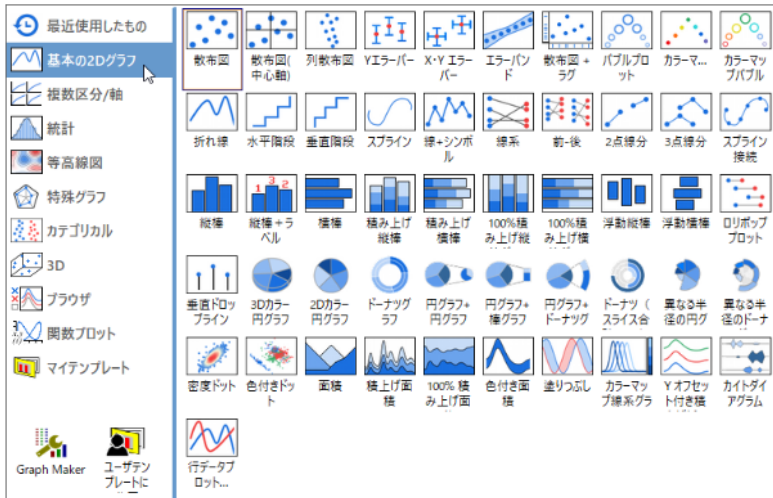 最近使用したもの
基本の2Dグラフ
複数区分/軸
統計
等高線図
特殊グラフ
カテゴリカル
3D
ブラウザ
関数プロット
マイテンプレート
Graph Maker
ユーザテン
プレートに
散布図
散布図(
中心軸)
列散布図
Yエラーバー
X・Y エラー
バー
エラーバン
ド
散布図 +
ラグ
バブルプロ
ット
カラーマ...
カラーマッ
プバブル
折れ線
水平階段
垂直階段
スプライン
線+シンボ
ル
線系
前-後
2点線分
3点線分
スプライン
接続
縦棒
1 3 2
縦棒+ラ
ベル
横棒
積み上げ
縦棒
積み上げ
横棒
100%積
み上げ縦
100%積
み上げ横
浮動縦棒
浮動横棒
ロリポップ
プロット
垂直ドロッ
プライン
3Dカラー
円グラフ
2Dカラー
円グラフ
ドーナツグ
ラフ
円グラフ+
円グラフ
円グラフ+
棒グラフ
円グラフ+
ドーナツグ
ドーナツ (
スライス合
異なる半
径の円グ
異なる半
径のドーナ
密度ドット
色付きドッ
ト
面積
積上げ面
積
100% 積
み上げ面
色付き面
積
塗りつぶし
カラーマッ
プ線系グラ
Y オフセッ
ト付き積
カイトダイ
アグラム
行データプ
ロット...